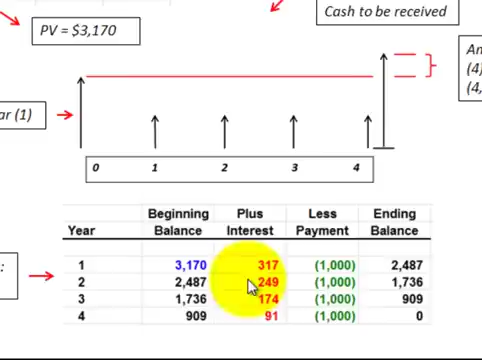 Cash to be received
PV = $3,170
An
(4)
(4,
ar (1)
0 1 2 3 4
Beginning Plus Less Ending
Year Balance Interest Payment Balance
:
1 3,170 317 (1,000) 2,487
2 2,487 249 (1,000) 1,736
3 1,736 174 (1,000) 909
4 909 91 (1,000) 0